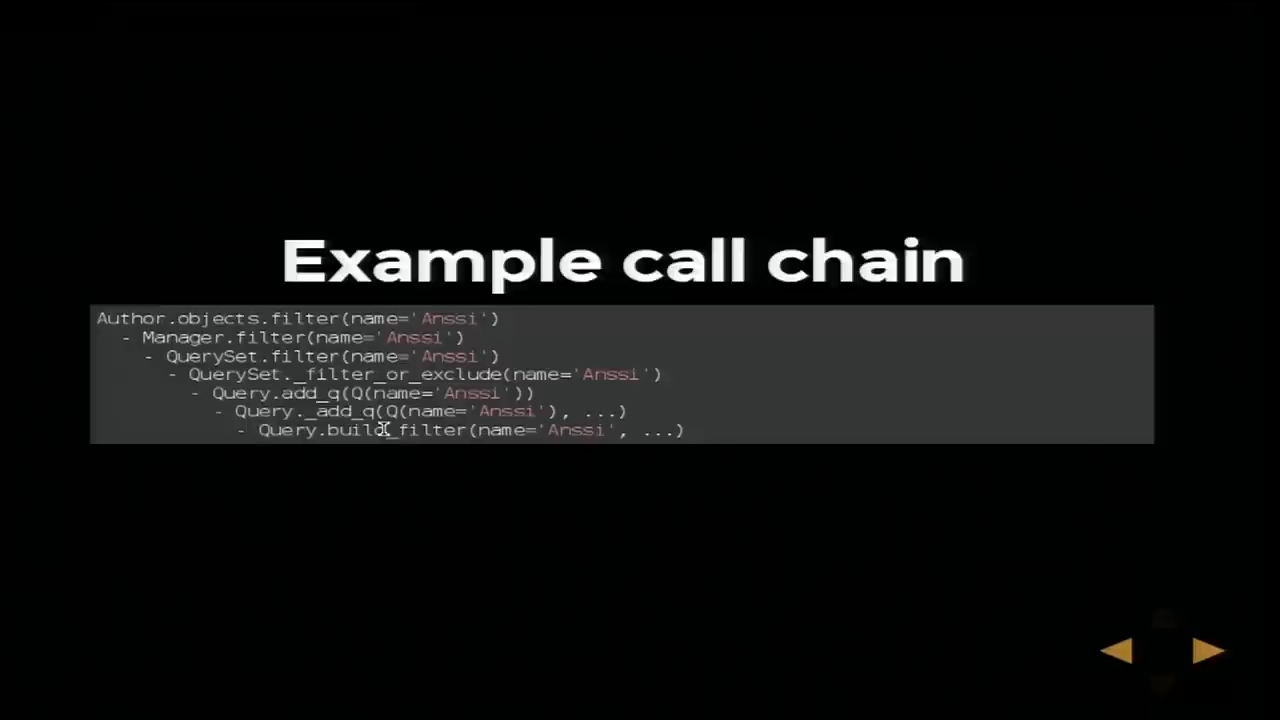 Example call chain
Author.objects.filter(name='Anssi')
- Manager.filter(name='Anssi')
- QuerySet.filter(name='Anssi')
- QuerySet._filter_or_exclude(name='Anssi')
- Query.add_q(Q(name='Anssi'))
- Query._add_q(Q(name='Anssi'), ...)
- Query.build_filter(name='Anssi', ...)